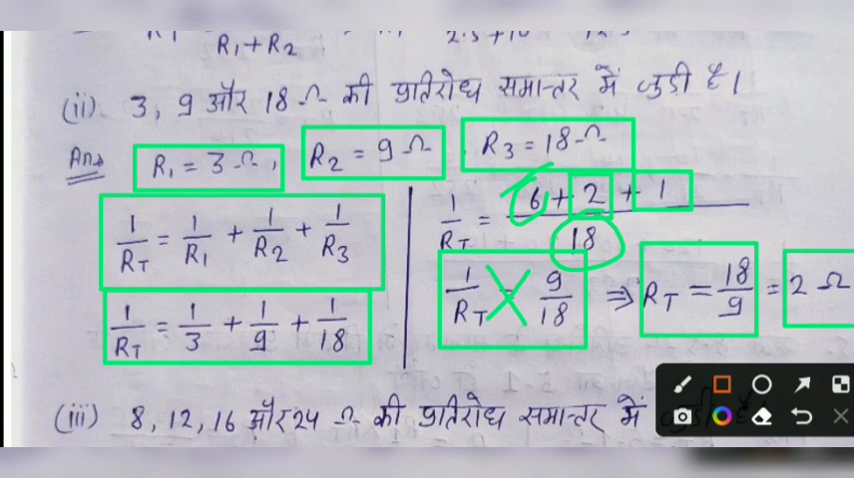 R₁ + R₂
(ii) 3, 9 और 18 Ω की प्रतिरोध समान्तर में जुडी है।
Ans R₁ = 3 Ω, R₂ = 9 Ω, R₃ = 18 Ω
1/R_T = 1/R₁ + 1/R₂ + 1/R₃
1/R_T = 1/3 + 1/9 + 1/18
1/R_T = (6 + 2 + 1)/18
1/R_T = 9/18 ⇒ R_T = 18/9 = 2 Ω
(iii) 8, 12, 16 और 24 Ω की प्रतिरोध समान्तर में